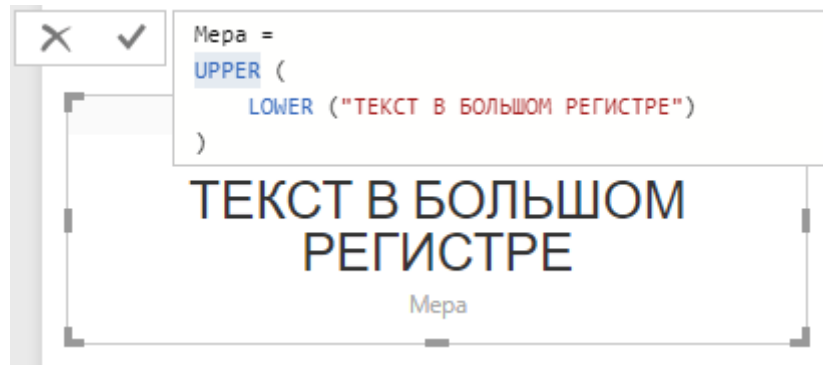 Мера =
UPPER (
LOWER ("ТЕКСТ В БОЛЬШОМ РЕГИСТРЕ")
)
ТЕКСТ В БОЛЬШОМ
РЕГИСТРЕ
Мера